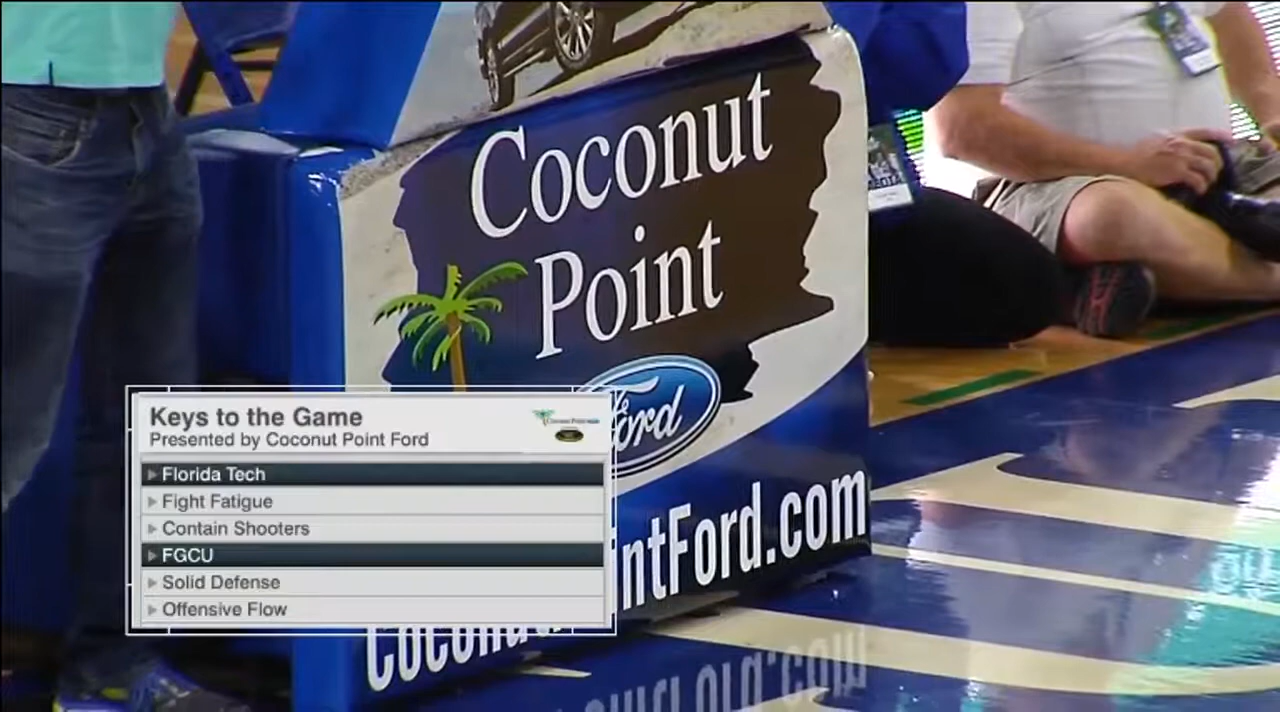 Coconut
Point
Ford
CoconutPointFord.com
Keys to the Game
Presented by Coconut Point Ford
Florida Tech
Fight Fatigue
Contain Shooters
FGCU
Solid Defense
Offensive Flow